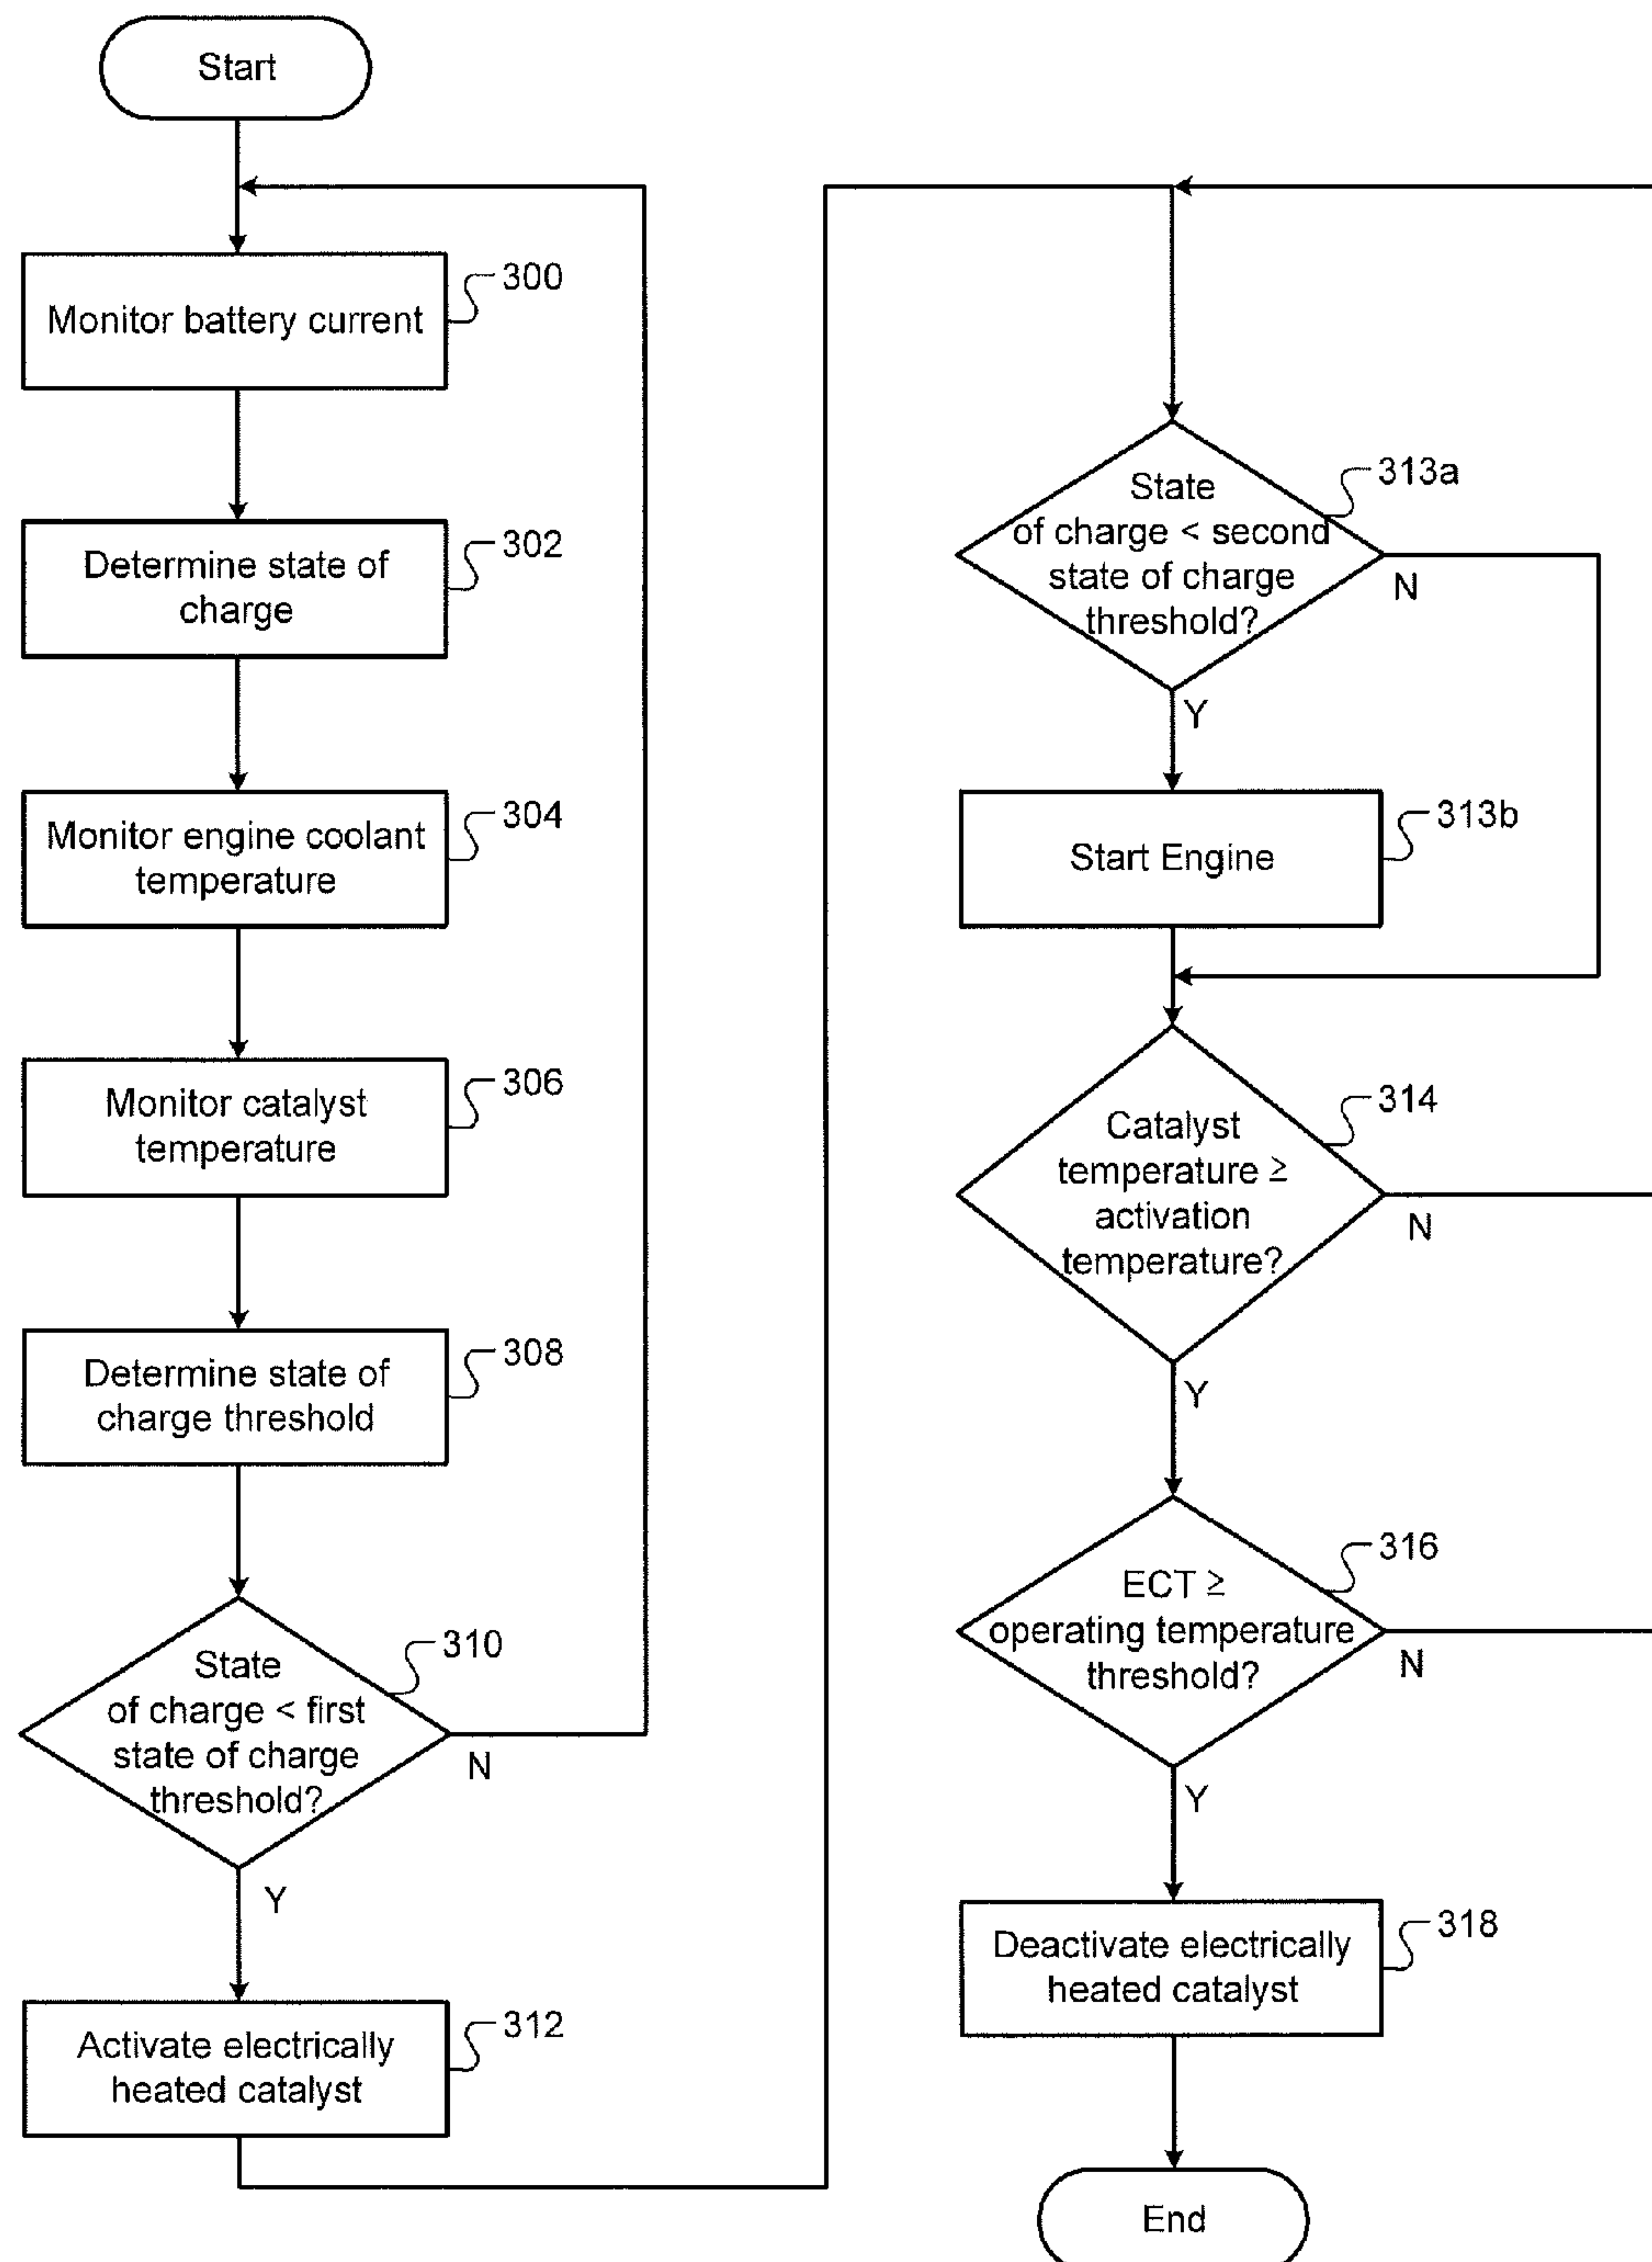 Start
Monitor battery current
300
Determine state of
charge
302
Monitor engine coolant
temperature
304
Monitor catalyst
temperature
306
Determine state of
charge threshold
308
State
of charge < first
state of charge
threshold?
310
N
Y
Activate electrically
heated catalyst
312
State
of charge < second
state of charge
threshold?
313a
N
Y
Start Engine
313b
Catalyst
temperature ≥
activation
temperature?
314
N
Y
ECT ≥
operating temperature
threshold?
316
N
Y
Deactivate electrically
heated catalyst
318
End